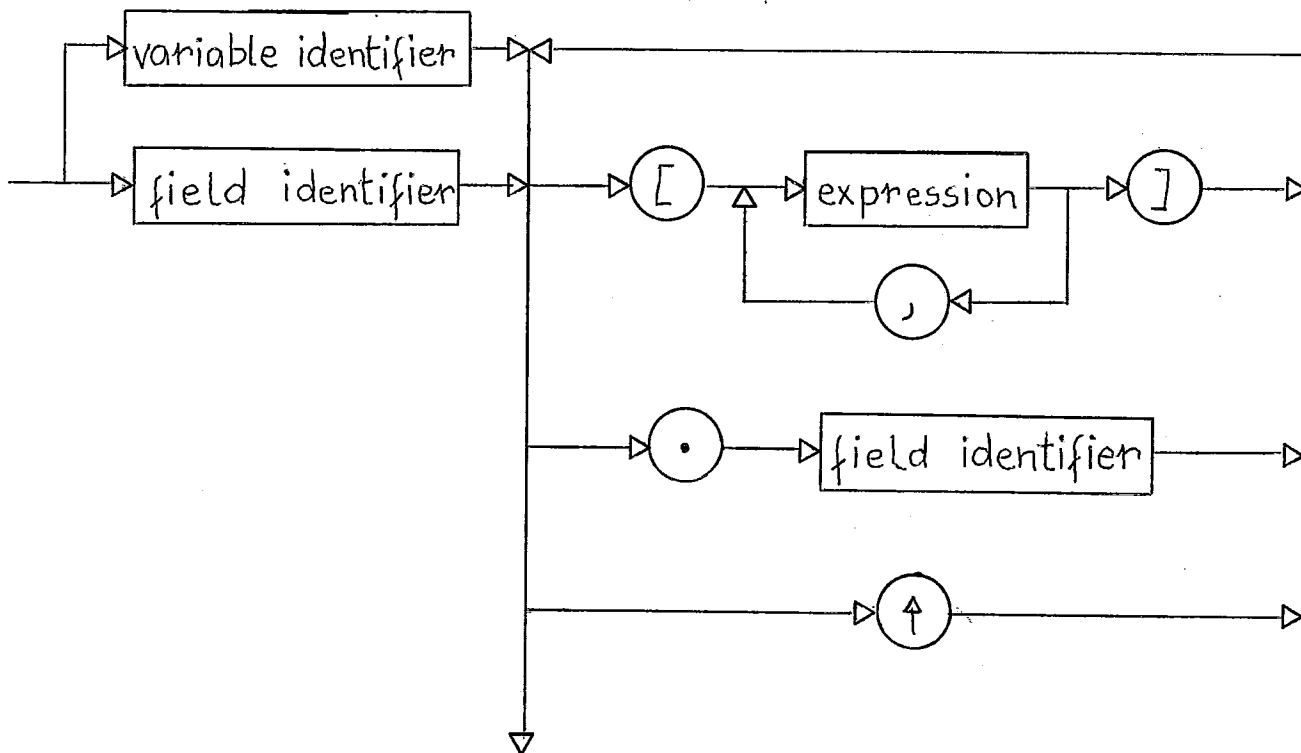 variable identifier
field identifier
[
expression
]
,
.
field identifier
↑